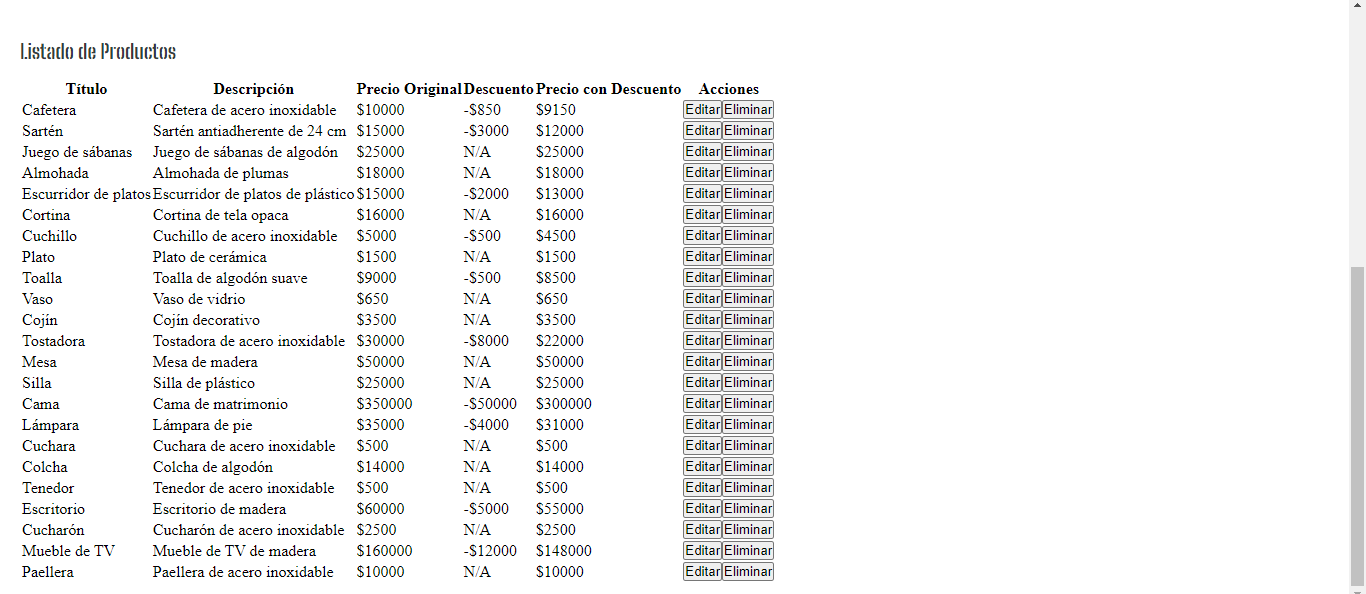 Listado de Productos
Título Descripción Precio Original Descuento Precio con Descuento Acciones
Cafetera Cafetera de acero inoxidable $10000 -$850 $9150 Editar Eliminar
Sartén Sartén antiadherente de 24 cm $15000 -$3000 $12000 Editar Eliminar
Juego de sábanas Juego de sábanas de algodón $25000 N/A $25000 Editar Eliminar
Almohada Almohada de plumas $18000 N/A $18000 Editar Eliminar
Escurridor de platos Escurridor de platos de plástico $15000 -$2000 $13000 Editar Eliminar
Cortina Cortina de tela opaca $16000 N/A $16000 Editar Eliminar
Cuchillo Cuchillo de acero inoxidable $5000 -$500 $4500 Editar Eliminar
Plato Plato de cerámica $1500 N/A $1500 Editar Eliminar
Toalla Toalla de algodón suave $9000 -$500 $8500 Editar Eliminar
Vaso Vaso de vidrio $650 N/A $650 Editar Eliminar
Cojín Cojín decorativo $3500 N/A $3500 Editar Eliminar
Tostadora Tostadora de acero inoxidable $30000 -$8000 $22000 Editar Eliminar
Mesa Mesa de madera $50000 N/A $50000 Editar Eliminar
Silla Silla de plástico $25000 N/A $25000 Editar Eliminar
Cama Cama de matrimonio $350000 -$50000 $300000 Editar Eliminar
Lámpara Lámpara de pie $35000 -$4000 $31000 Editar Eliminar
Cuchara Cuchara de acero inoxidable $500 N/A $500 Editar Eliminar
Colcha Colcha de algodón $14000 N/A $14000 Editar Eliminar
Tenedor Tenedor de acero inoxidable $500 N/A $500 Editar Eliminar
Escritorio Escritorio de madera $60000 -$5000 $55000 Editar Eliminar
Cucharón Cucharón de acero inoxidable $2500 N/A $2500 Editar Eliminar
Mueble de TV Mueble de TV de madera $160000 -$12000 $148000 Editar Eliminar
Paellera Paellera de acero inoxidable $10000 N/A $10000 Editar Eliminar